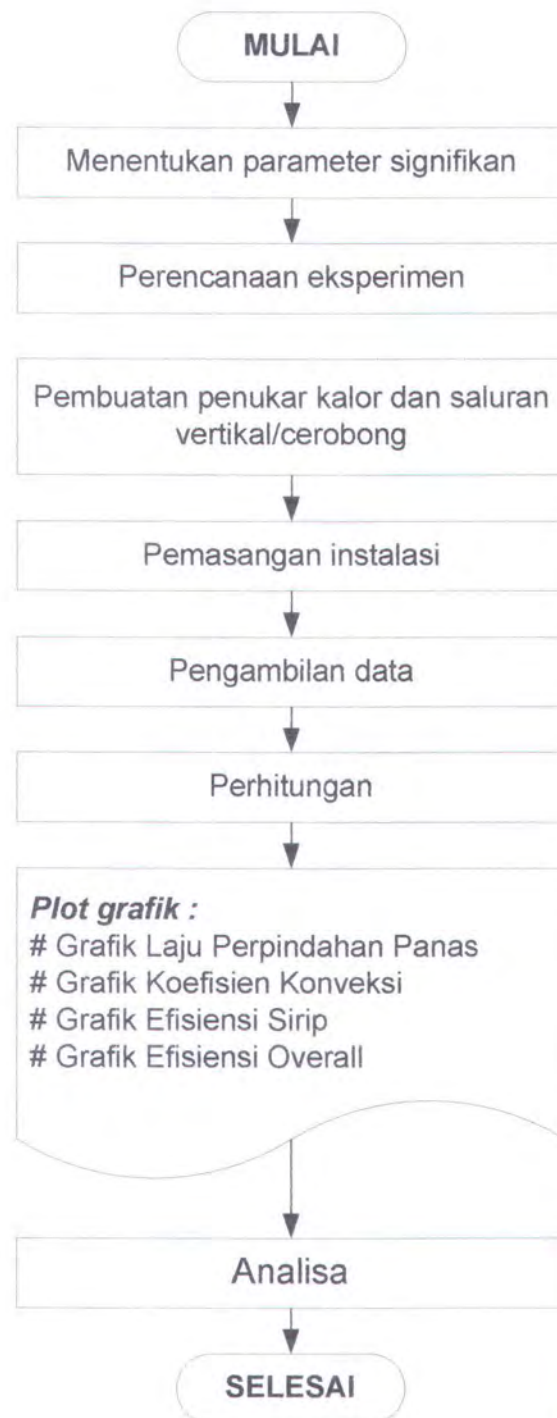 MULAI
Menentukan parameter signifikan
Perencanaan eksperimen
Pembuatan penukar kalor dan saluran
vertikal/cerobong
Pemasangan instalasi
Pengambilan data
Perhitungan
Plot grafik :
# Grafik Laju Perpindahan Panas
# Grafik Koefisien Konveksi
# Grafik Efisiensi Sirip
# Grafik Efisiensi Overall
Analisa
SELESAI